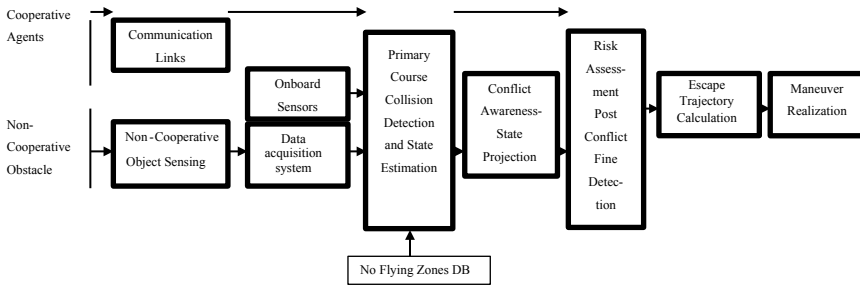 Cooperative
Agents
Communication
Links
Non-
Cooperative
Obstacle
Non-Cooperative
Object Sensing
Onboard
Sensors
Data
acquisition
system
Primary
Course
Collision
Detection
and State
Estimation
No Flying Zones DB
Conflict
Awareness-
State
Projection
Risk
Assess-
ment
Post
Conflict
Fine
Detec-
tion
Escape
Trajectory
Calculation
Maneuver
Realization